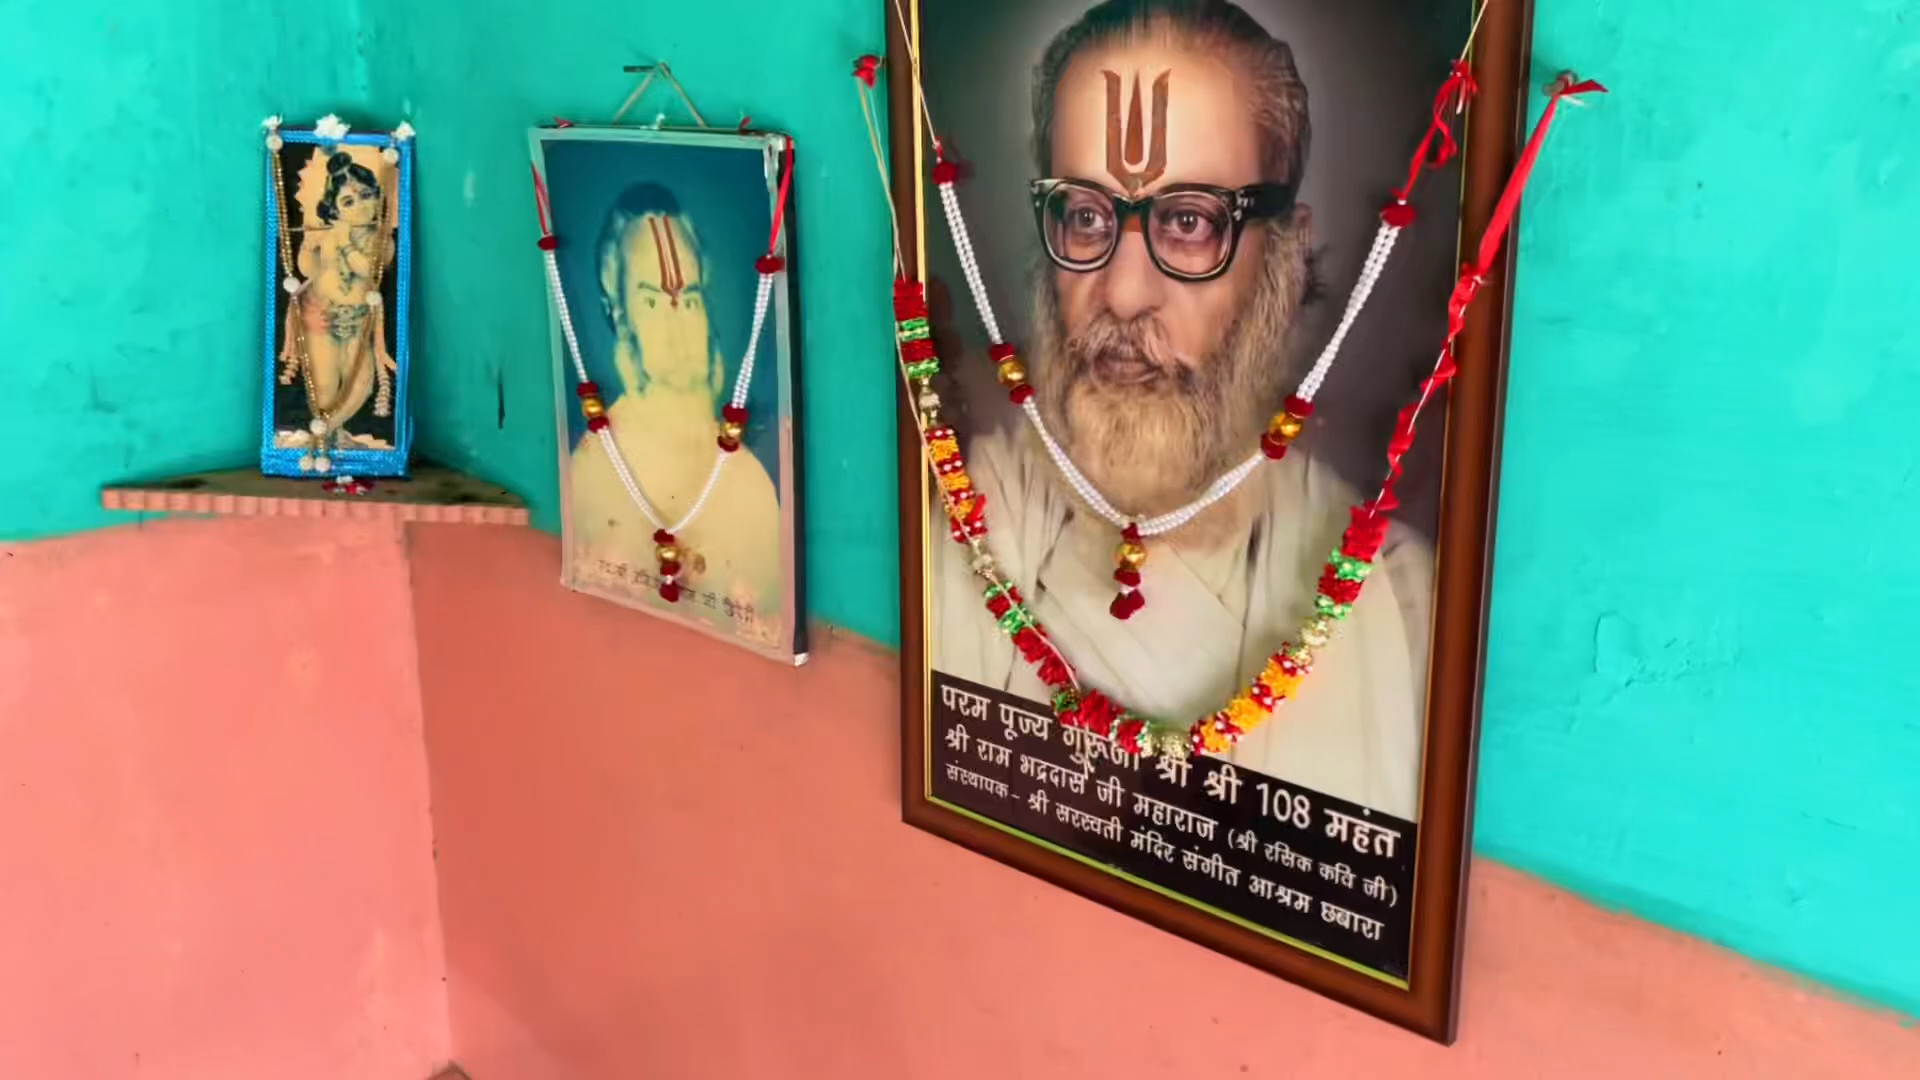 परम पूज्य गुरूजी श्री श्री 108 महंत
श्री राम भद्रदास जी महाराज (श्री रसिक कवि जी)
संस्थापक- श्री सरस्वती मंदिर संगीत आश्रम छबारा